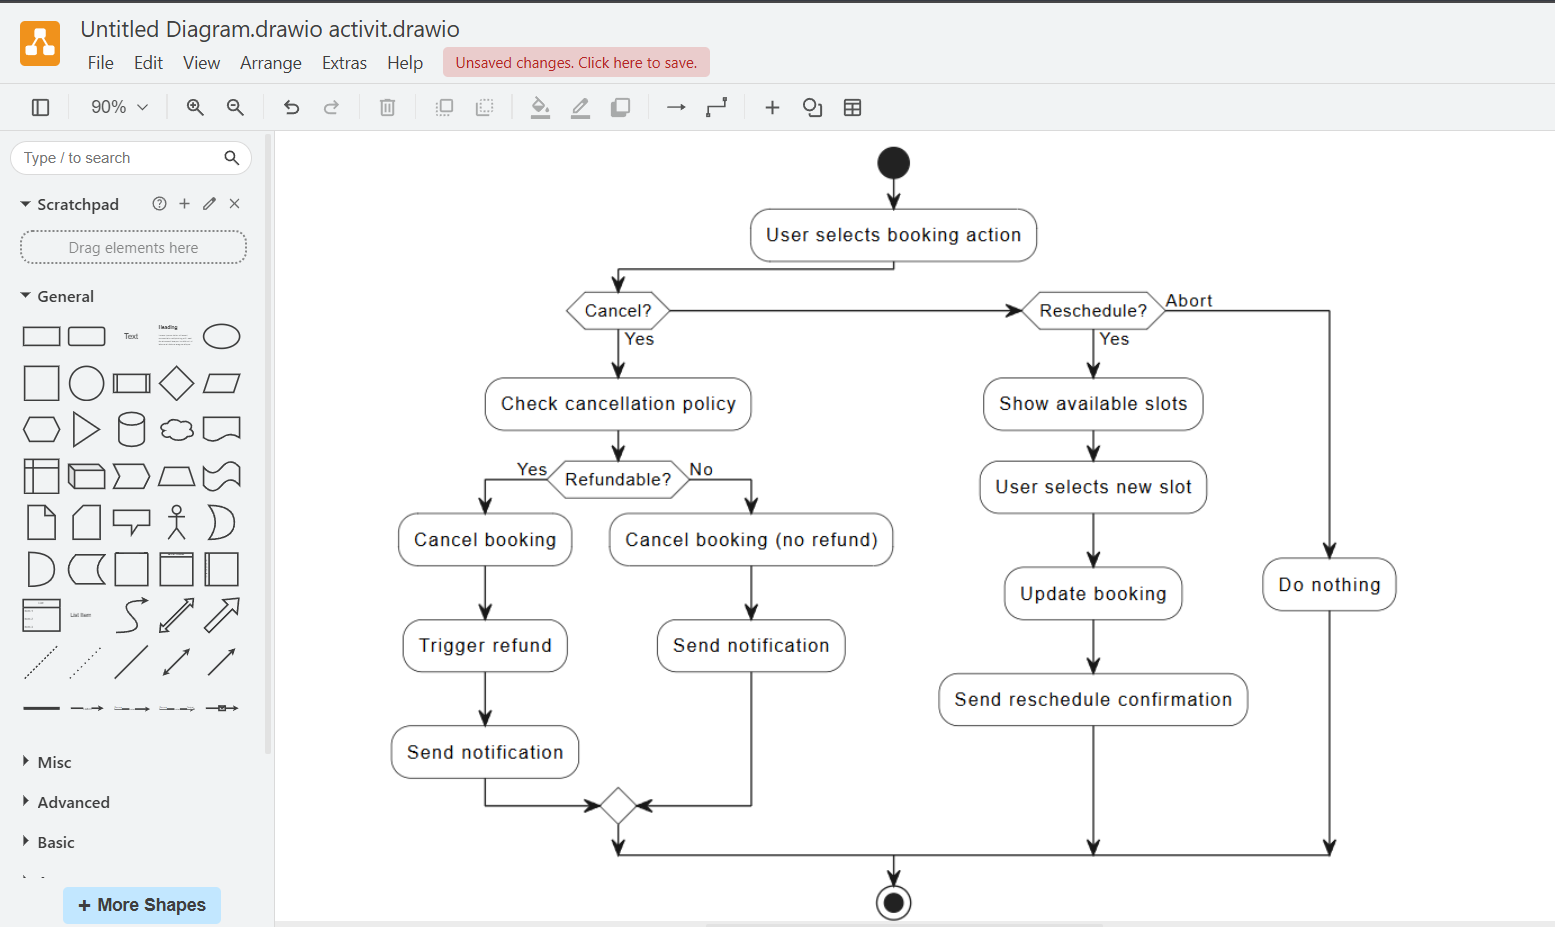 Untitled Diagram.drawio activit.drawio
File Edit View Arrange Extras Help Unsaved changes. Click here to save.
90%
Type / to search
Scratchpad
Drag elements here
General
Text
Heading
List Item
Misc
Advanced
Basic
+ More Shapes
User selects booking action
Cancel?
Reschedule?
Abort
Yes
Yes
Check cancellation policy
Show available slots
Yes
Refundable?
No
User selects new slot
Cancel booking
Cancel booking (no refund)
Update booking
Do nothing
Trigger refund
Send notification
Send reschedule confirmation
Send notification